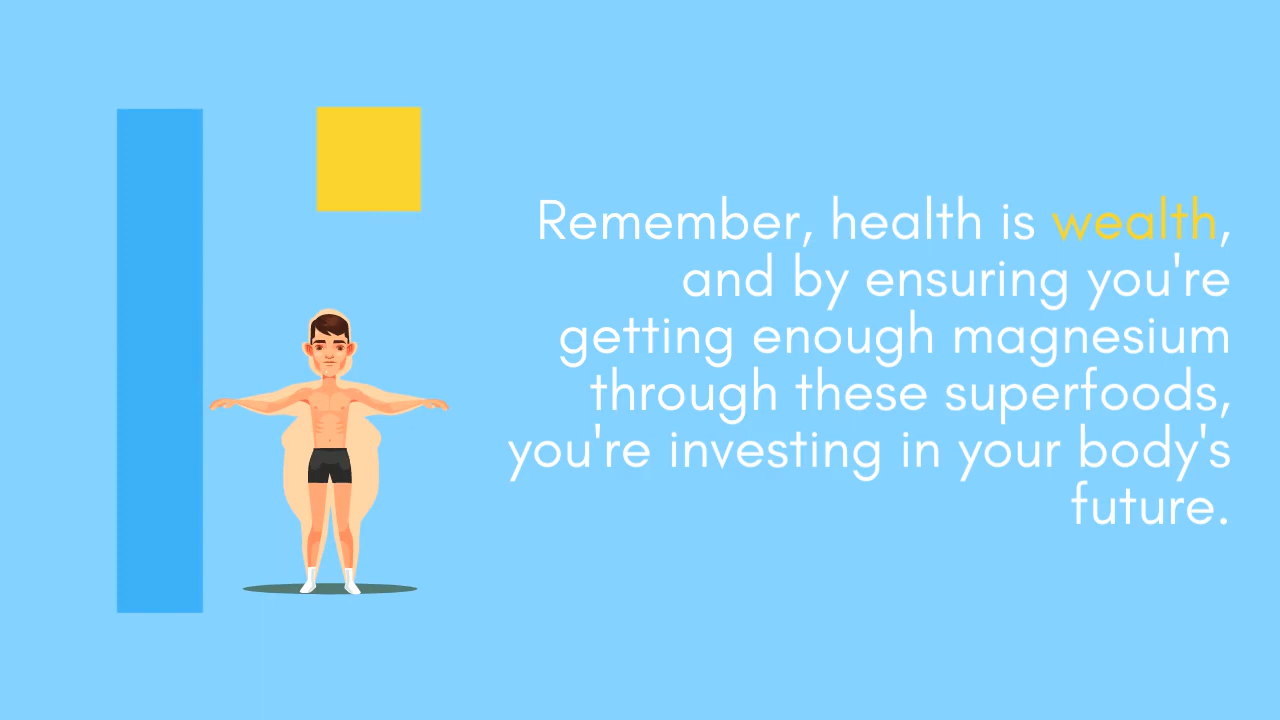 Remember, health is wealth,
and by ensuring you're
getting enough magnesium
through these superfoods,
you're investing in your body's
future.